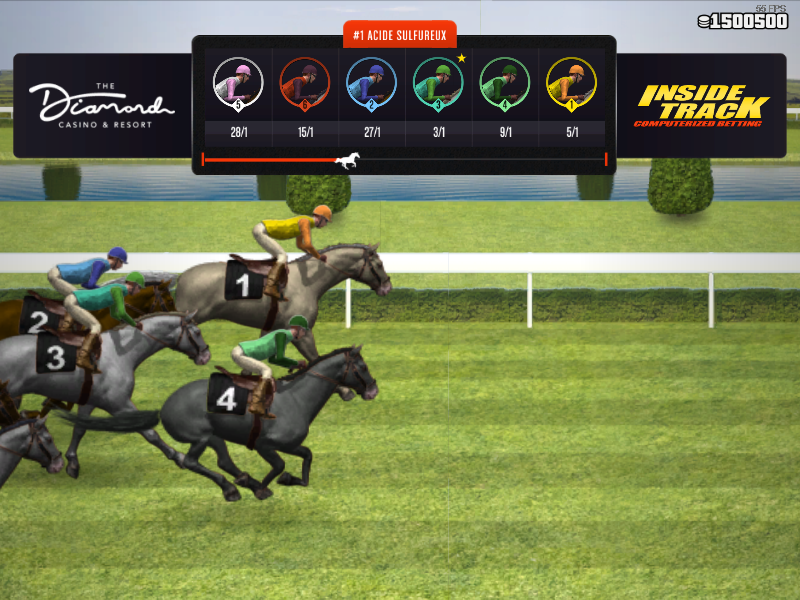 55 FPS
1500500
#1 ACIDE SULFUREUX
THE
Diamond
CASINO & RESORT
5
6
2
3
4
1
28/1
15/1
27/1
3/1
9/1
5/1
INSIDE
TRACK
COMPUTERIZED BETTING
1
2
3
4